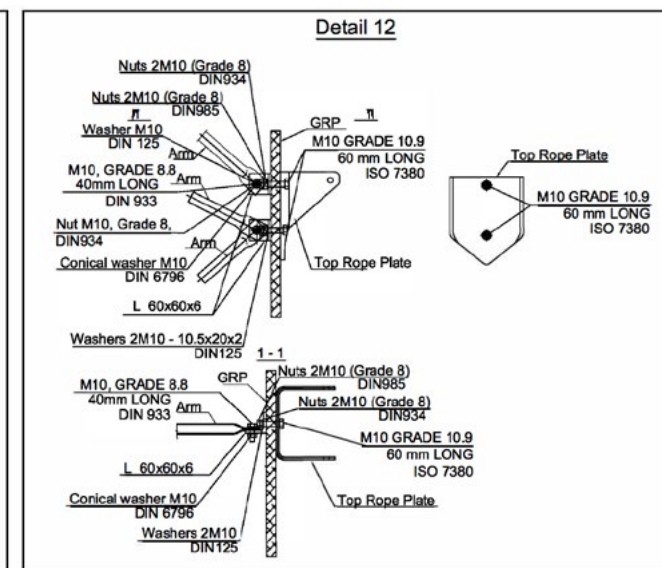 Detail 12
Nuts 2M10 (Grade 8)
DIN934
Nuts 2M10 (Grade 8)
DIN985
Washer M10
DIN 125
Arm
GRP
M10 GRADE 10.9
60 mm LONG
ISO 7380
M10, GRADE 8.8
40mm LONG
DIN 933
Arm
Nut M10, Grade 8,
DIN934
Arm
Conical washer M10
DIN 6796
Top Rope Plate
L 60x60x6
Washers 2M10 - 10.5x20x2
DIN125
Top Rope Plate
M10 GRADE 10.9
60 mm LONG
ISO 7380
1 - 1
GRP
Nuts 2M10 (Grade 8)
DIN985
M10, GRADE 8.8
40mm LONG
DIN 933
Arm
Nuts 2M10 (Grade 8)
DIN934
M10 GRADE 10.9
60 mm LONG
ISO 7380
L 60x60x6
Conical washer M10
DIN 6796
Top Rope Plate
Washers 2M10
DIN125